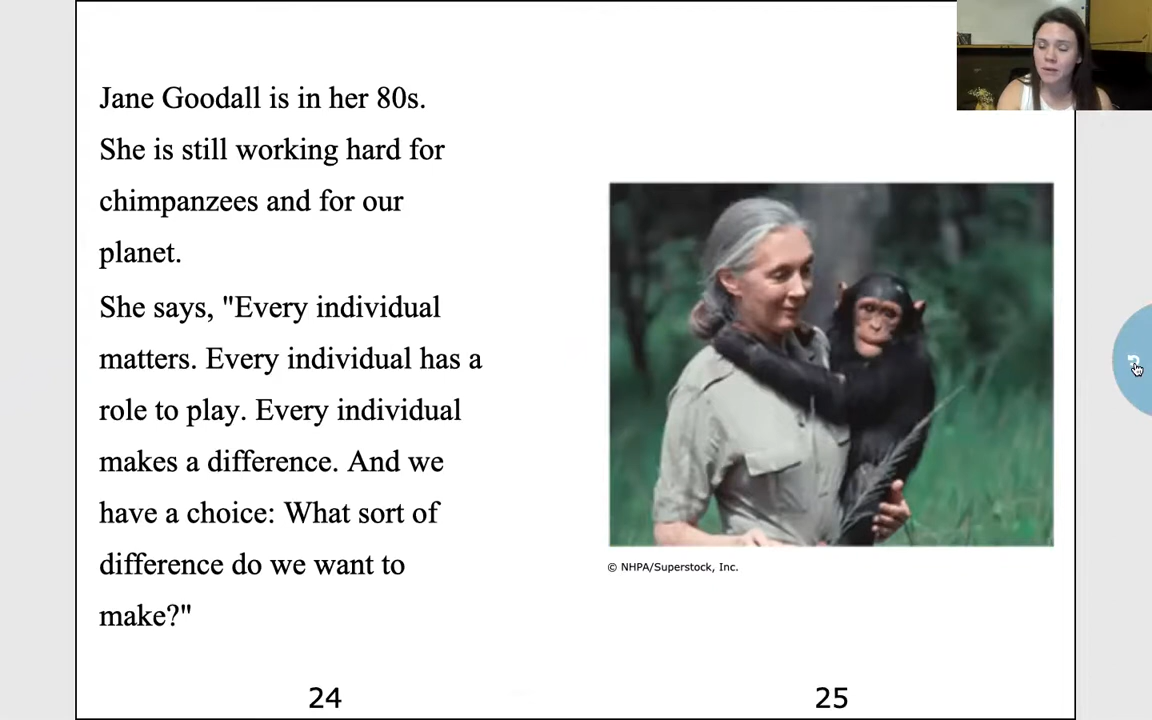 Jane Goodall is in her 80s.
She is still working hard for
chimpanzees and for our
planet.
She says, "Every individual
matters. Every individual has a
role to play. Every individual
makes a difference. And we
have a choice: What sort of
difference do we want to
make?"
© NHPA/Superstock, Inc.
24
25